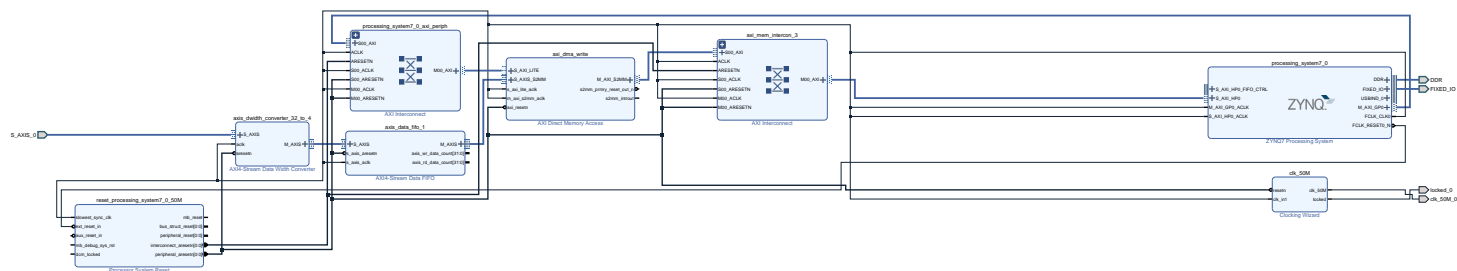 processing_system7_0_axi_periph
S00_AXI
ACLK
ARESETN
S00_ACLK
S00_ARESETN
M00_ACLK
M00_ARESETN
M00_AXI
AXI Interconnect
axi_dma_write
S_AXI_LITE
S_AXIS_S2MM
s_axi_lite_aclk
m_axi_s2mm_aclk
axi_resetn
M_AXI_S2MM
s2mm_prmry_reset_out_n
s2mm_introut
AXI Direct Memory Access
axi_mem_intercon_3
S00_AXI
ACLK
ARESETN
S00_ACLK
S00_ARESETN
M00_ACLK
M00_ARESETN
M00_AXI
AXI Interconnect
processing_system7_0
S_AXI_HP0_FIFO_CTRL
S_AXI_HP0
M_AXI_GP0_ACLK
S_AXI_HP0_ACLK
ZYNQ
DDR
FIXED_IO
USBIND_0
M_AXI_GP0
FCLK_CLK0
FCLK_RESET0_N
ZYNQ7 Processing System
DDR
FIXED_IO
S_AXIS_0
axis_dwidth_converter_32_to_4
S_AXIS
aclk
aresetn
M_AXIS
AXI4-Stream Data Width Converter
axis_data_fifo_1
S_AXIS
s_axis_aresetn
s_axis_aclk
M_AXIS
axis_wr_data_count[31:0]
axis_rd_data_count[31:0]
AXI4-Stream Data FIFO
clk_50M
resetn
clk_in1
clk_50M
locked
Clocking Wizard
locked_0
clk_50M_0
reset_processing_system7_0_50M
slowest_sync_clk
ext_reset_in
aux_reset_in
mb_debug_sys_rst
dcm_locked
mb_reset
bus_struct_reset[0:0]
peripheral_reset[0:0]
interconnect_aresetn[0:0]
peripheral_aresetn[0:0]
Processor System Reset